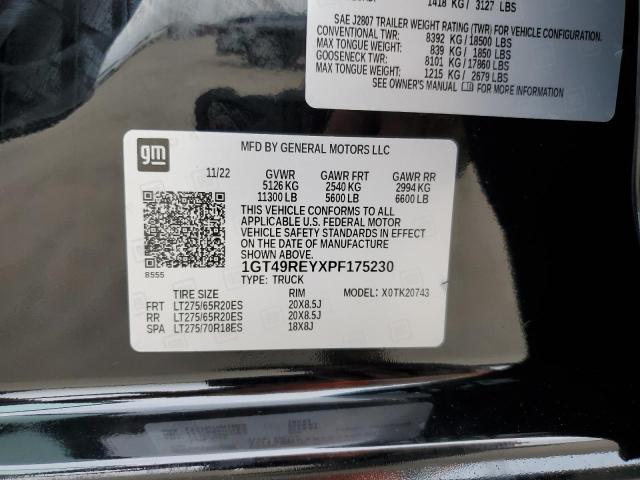 1418 KG / 3127 LBS
SAE J2807 TRAILER WEIGHT RATING (TWR) FOR VEHICLE CONFIGURATION.
CONVENTIONAL TWR: 8392 KG/ 18500 LBS
MAX TONGUE WEIGHT: 839 KG/ 1850 LBS
GOOSENECK TWR: 8101 KG/ 17860 LBS
MAX TONGUE WEIGHT: 1215 KG/ 2679 LBS
SEE OWNER'S MANUAL FOR MORE INFORMATION
gm
MFD BY GENERAL MOTORS LLC
11/22 GVWR GAWR FRT GAWR RR
5126 KG 2540 KG 2994 KG
11300 LB 5600 LB 6600 LB
THIS VEHICLE CONFORMS TO ALL
APPLICABLE U.S. FEDERAL MOTOR
VEHICLE SAFETY STANDARDS IN
EFFECT ON THE DATE OF MANUFACTURE
SHOWN ABOVE.
1GT49REYXPF175230
8555 TYPE: TRUCK
TIRE SIZE RIM MODEL: X0TK20743
FRT LT275/65R20ES 20X8.5J
RR LT275/65R20ES 20X8.5J
SPA LT275/70R18ES 18X8J